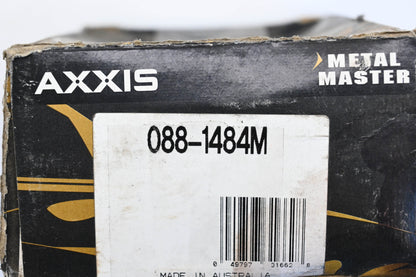 AXXIS
METAL
MASTER
088-1484M
0 49797 31662 8
MADE IN AUSTRALIA